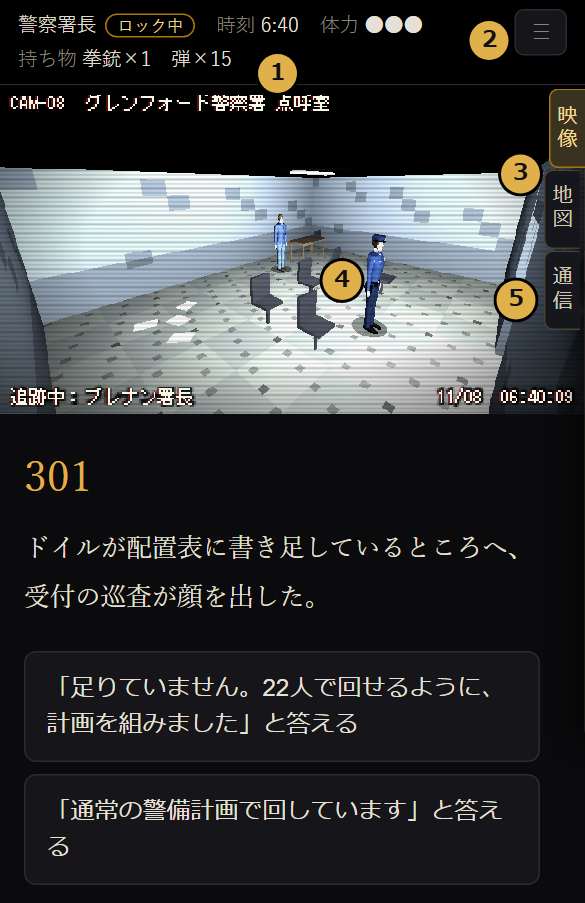 警察署長 ロック中 時刻 6:40 体力
持ち物 拳銃×1 弾×15
1
2
CAM-08 グレンフォード警察署 点呼室
映像
3
地図
4
5
通信
追跡中：ブレナン署長
11/08 06:40:09
301
ドイルが配置表に書き足しているところへ、
受付の巡査が顔を出した。
「足りていません。22人で回せるように、
計画を組みました」と答える
「通常の警備計画で回しています」と答え
る